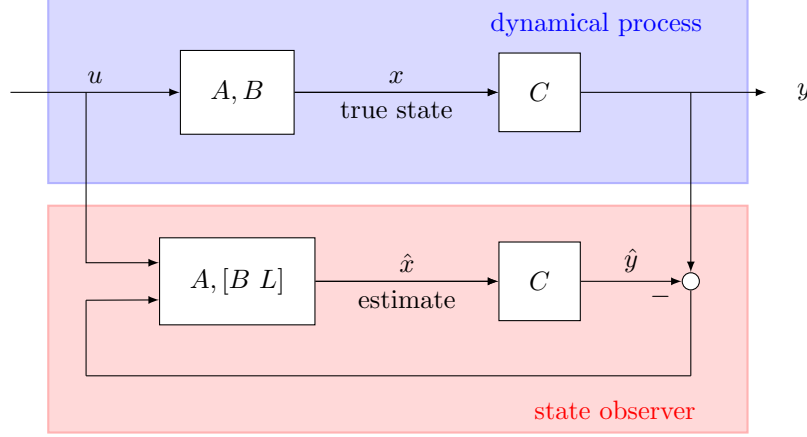 dynamical process
u
A, B
x
true state
C
y
A, [B L]
x̂
estimate
C
ŷ
−
state observer